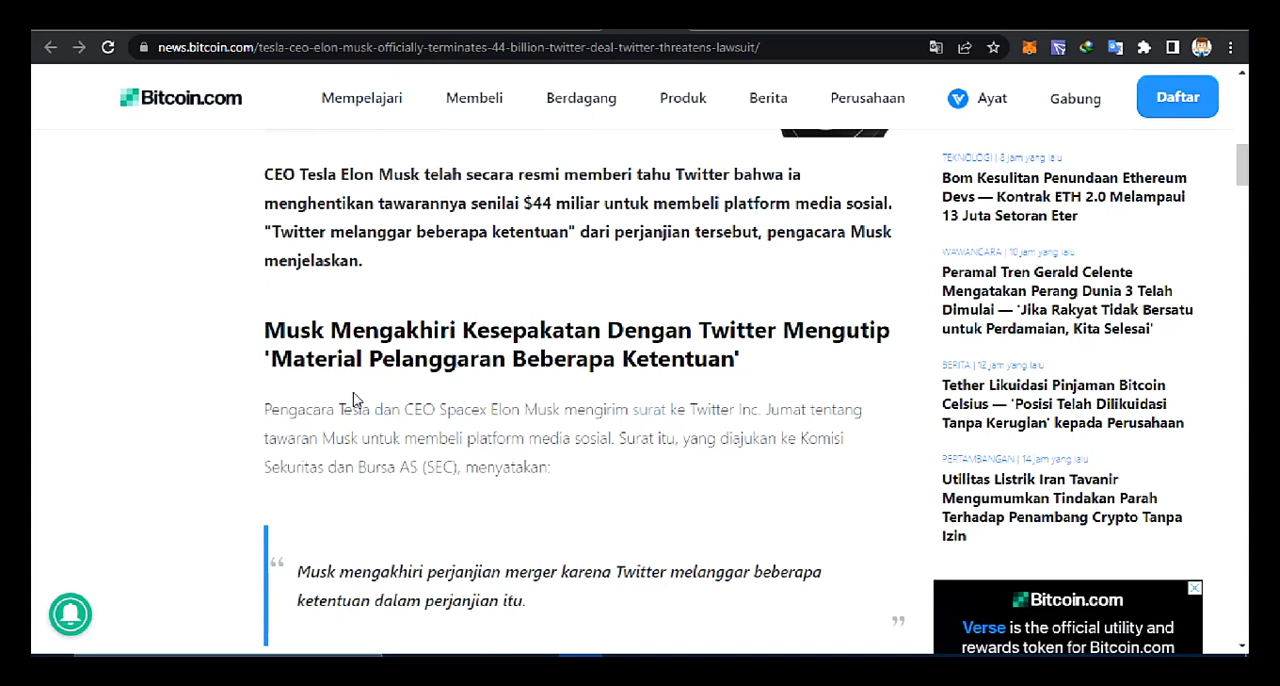 news.bitcoin.com/tesla-ceo-elon-musk-officially-terminates-44-billion-twitter-deal-twitter-threatens-lawsuit/
Bitcoin.com
Mempelajari
Membeli
Berdagang
Produk
Berita
Perusahaan
Ayat
Gabung
Daftar
CEO Tesla Elon Musk telah secara resmi memberi tahu Twitter bahwa ia
menghentikan tawarannya senilai $44 miliar untuk membeli platform media sosial.
"Twitter melanggar beberapa ketentuan" dari perjanjian tersebut, pengacara Musk
menjelaskan.
Musk Mengakhiri Kesepakatan Dengan Twitter Mengutip
'Material Pelanggaran Beberapa Ketentuan'
Pengacara Tesla dan CEO Spacex Elon Musk mengirim surat ke Twitter Inc. Jumat tentang
tawaran Musk untuk membeli platform media sosial. Surat itu, yang diajukan ke Komisi
Sekuritas dan Bursa AS (SEC), menyatakan:
“
Musk mengakhiri perjanjian merger karena Twitter melanggar beberapa
ketentuan dalam perjanjian itu.
”
TEKNOLOGI | 8 jam yang lalu
Bom Kesulitan Penundaan Ethereum
Devs — Kontrak ETH 2.0 Melampaui
13 Juta Setoran Eter
WAWANCARA | 10 jam yang lalu
Peramal Tren Gerald Celente
Mengatakan Perang Dunia 3 Telah
Dimulai — 'Jika Rakyat Tidak Bersatu
untuk Perdamaian, Kita Selesai'
BERITA | 12 jam yang lalu
Tether Likuidasi Pinjaman Bitcoin
Celsius — 'Posisi Telah Dilikuidasi
Tanpa Keruglan' kepada Perusahaan
PERTAMBANGAN | 14 jam yang lalu
Utilitas Listrik Iran Tavanir
Mengumumkan Tindakan Parah
Terhadap Penambang Crypto Tanpa
Izin
Bitcoin.com
Verse is the official utility and
rewards token for Bitcoin.com